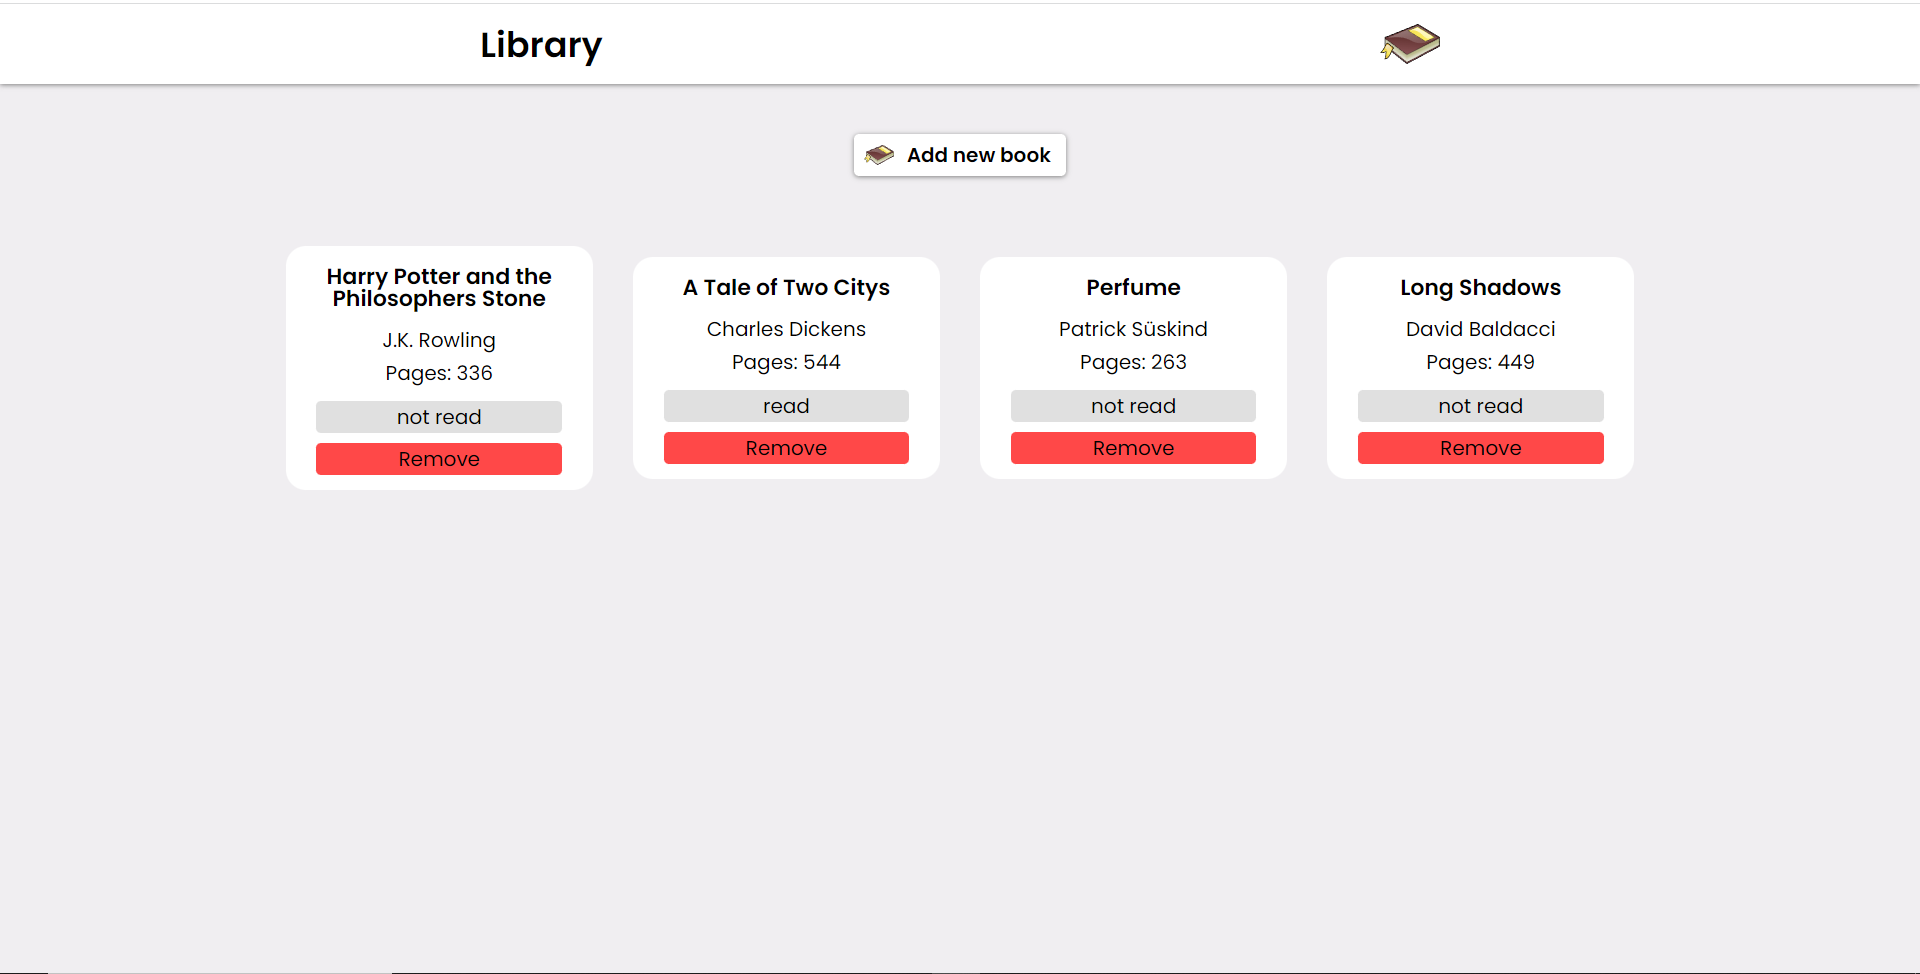 Library
Add new book
Harry Potter and the
Philosophers Stone
J.K. Rowling
Pages: 336
not read
Remove
A Tale of Two Citys
Charles Dickens
Pages: 544
read
Remove
Perfume
Patrick Süskind
Pages: 263
not read
Remove
Long Shadows
David Baldacci
Pages: 449
not read
Remove